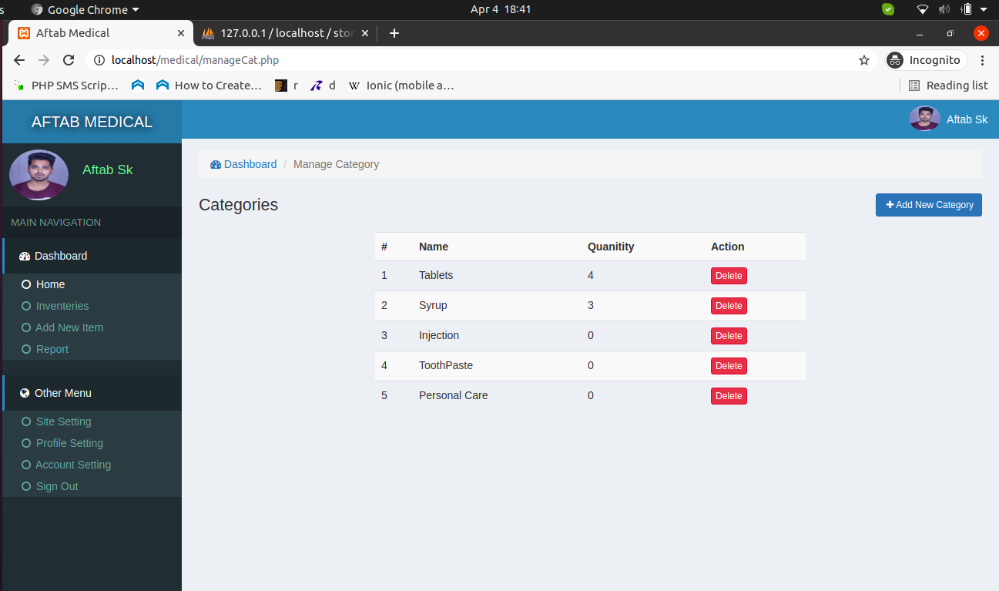 s Google Chrome Apr 4 18:41
Aftab Medical 127.0.0.1 / localhost / stor
localhost/medical/manageCat.php Incognito
PHP SMS Scrip… How to Create… r d W Ionic (mobile a… Reading list
AFTAB MEDICAL Aftab Sk
Aftab Sk
Dashboard / Manage Category
Categories
+ Add New Category
MAIN NAVIGATION
Dashboard
Home
Inventeries
Add New Item
Report
Other Menu
Site Setting
Profile Setting
Account Setting
Sign Out
# Name Quanitity Action
1 Tablets 4 Delete
2 Syrup 3 Delete
3 Injection 0 Delete
4 ToothPaste 0 Delete
5 Personal Care 0 Delete